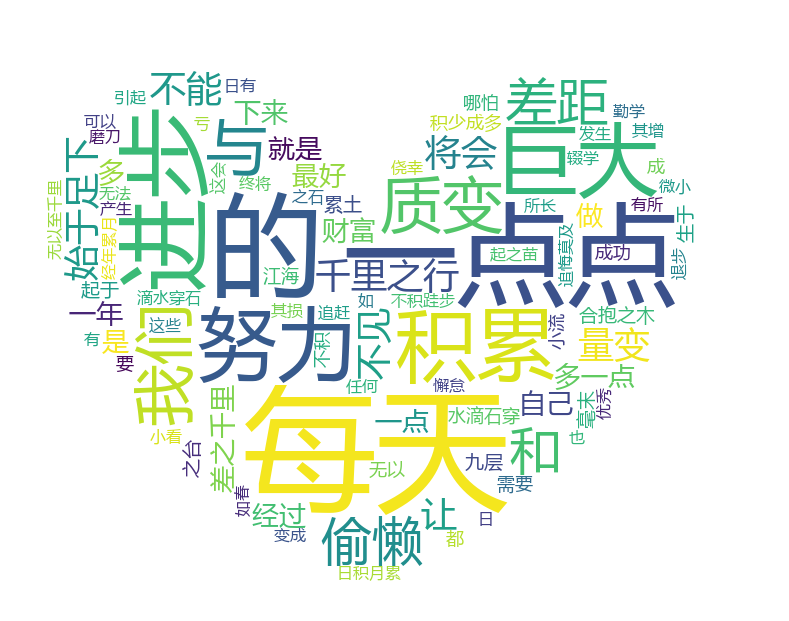 不能
日有
引起
下来
可以
磨刀
亏
与
就是
多
这会
终将
最好
无法
产生
之石
累土
始于足下
无以至千里
进步
经年累月
的
财富
起于
滴水穿石
江海
千里之行
一年
这些
其损
追赶
如
不积跬步
有
是
我们
努力
不积
不见
要
任何
差距
哪怕
勤学
积少成多
发生
其增
将会
巨大
侥幸
辍学
成
质变
微小
所长
做
有所
生于
一点点
起之苗
追悔莫及
成功
退步
合抱之木
小流
积累
量变
多一点
懈怠
自己
毫末
优秀
差之千里
每天
一点
水滴石穿
也
小看
之台
无以
九层
和
如春
需要
经过
让
日
变成
偷懒
都
日积月累